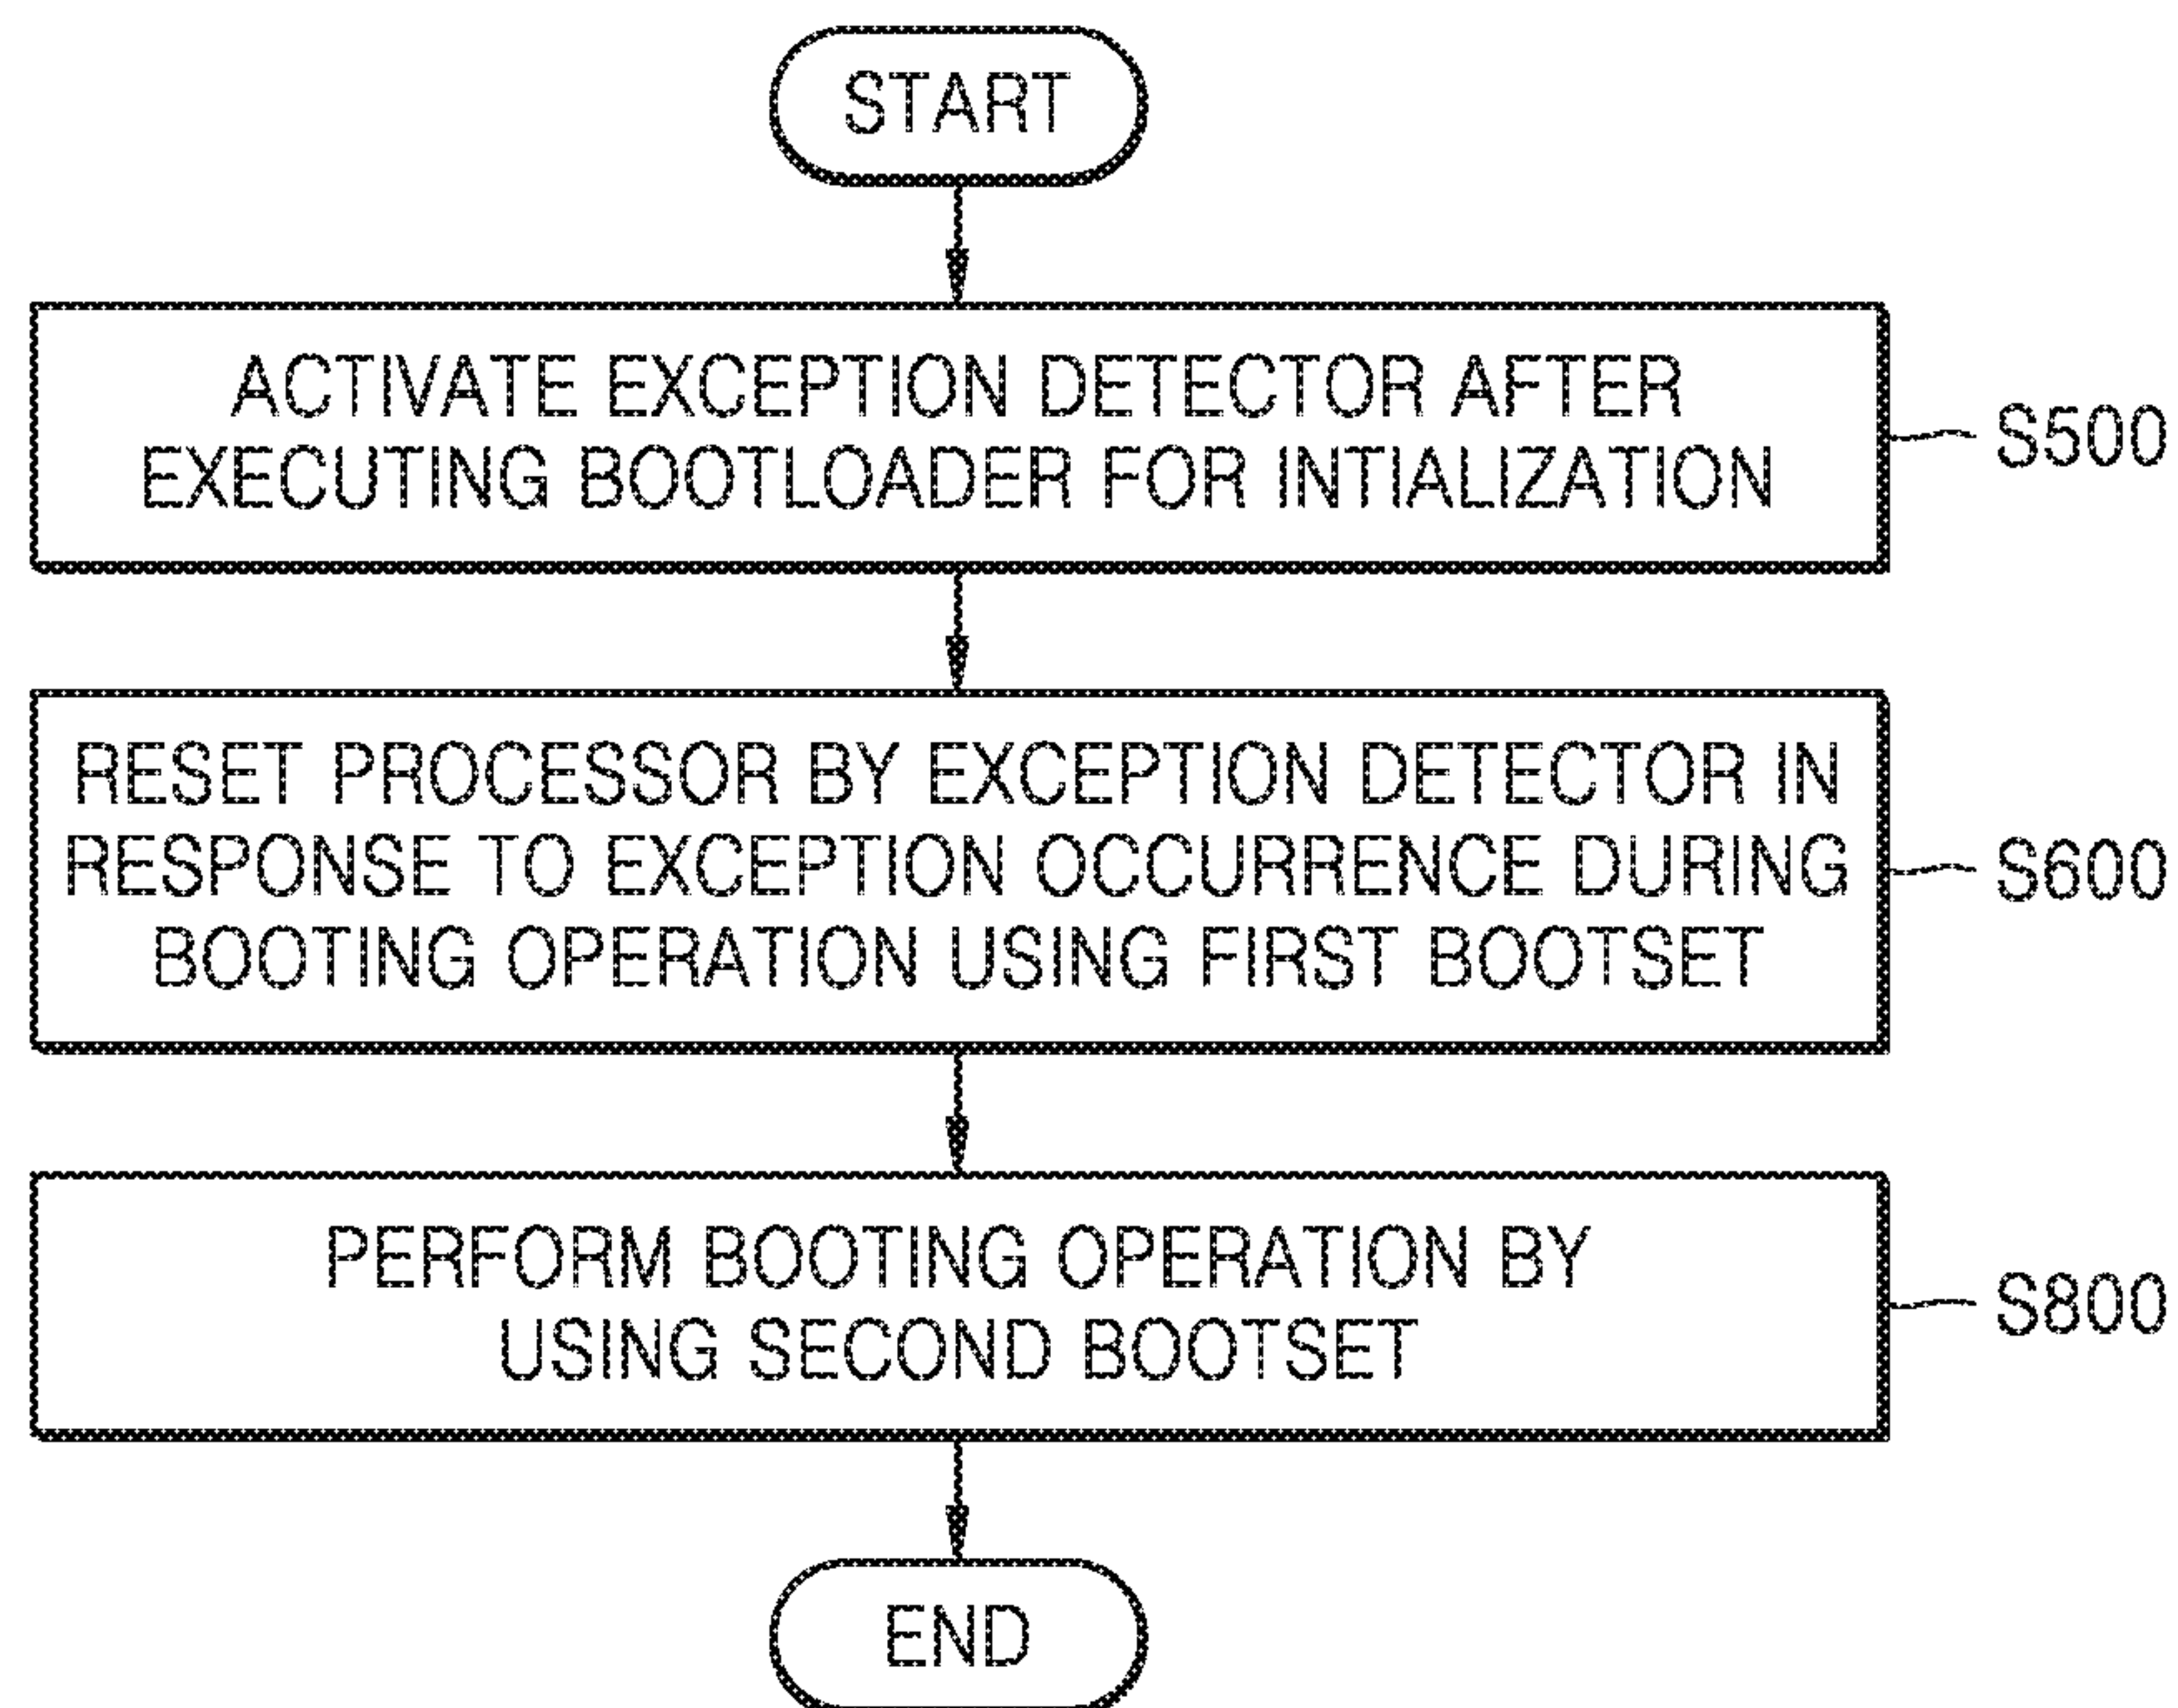 START
ACTIVATE EXCEPTION DETECTOR AFTER
EXECUTING BOOTLOADER FOR INTIALIZATION
S500
RESET PROCESSOR BY EXCEPTION DETECTOR IN
RESPONSE TO EXCEPTION OCCURRENCE DURING
BOOTING OPERATION USING FIRST BOOTSET
S600
PERFORM BOOTING OPERATION BY
USING SECOND BOOTSET
S800
END